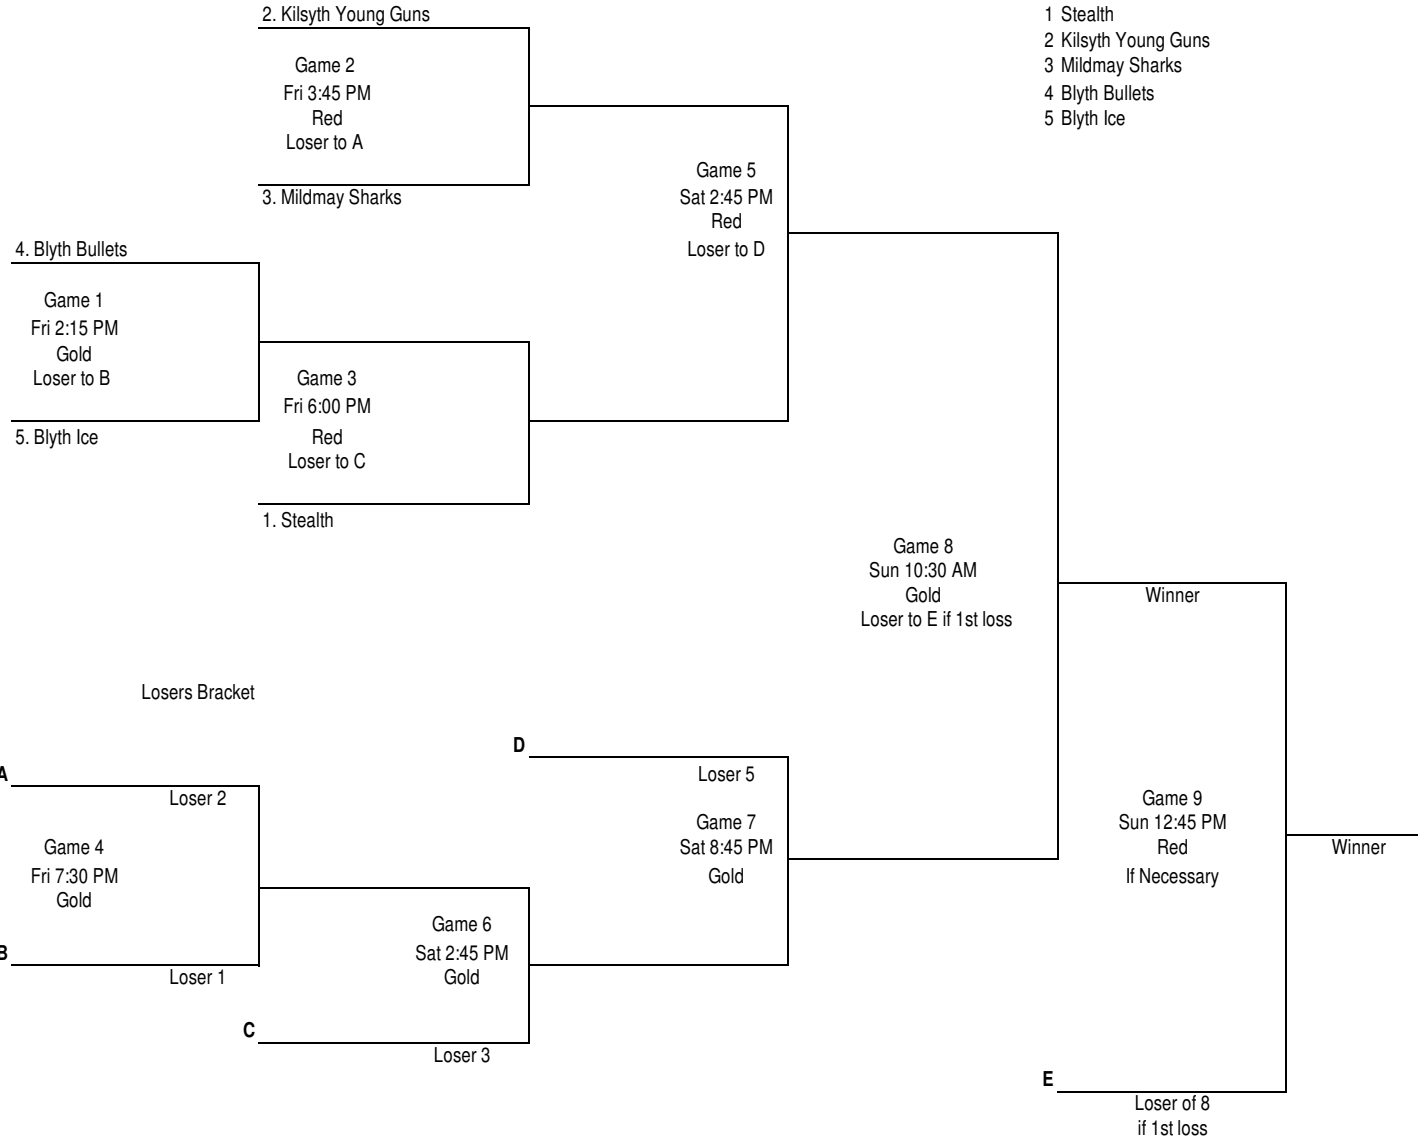 2. Kilsyth Young Guns
Game 2
Fri 3:45 PM
Red
Loser to A
3. Mildmay Sharks
1 Stealth
2 Kilsyth Young Guns
3 Mildmay Sharks
4 Blyth Bullets
5 Blyth Ice
Game 5
Sat 2:45 PM
Red
Loser to D
4. Blyth Bullets
Game 1
Fri 2:15 PM
Gold
Loser to B
5. Blyth Ice
Game 3
Fri 6:00 PM
Red
Loser to C
1. Stealth
Game 8
Sun 10:30 AM
Gold
Loser to E if 1st loss
Winner
Losers Bracket
A
Loser 2
Game 4
Fri 7:30 PM
Gold
B
Loser 1
D
Loser 5
Game 7
Sat 8:45 PM
Gold
Game 6
Sat 2:45 PM
Gold
C
Loser 3
Game 9
Sun 12:45 PM
Red
If Necessary
Winner
E
Loser of 8
if 1st loss